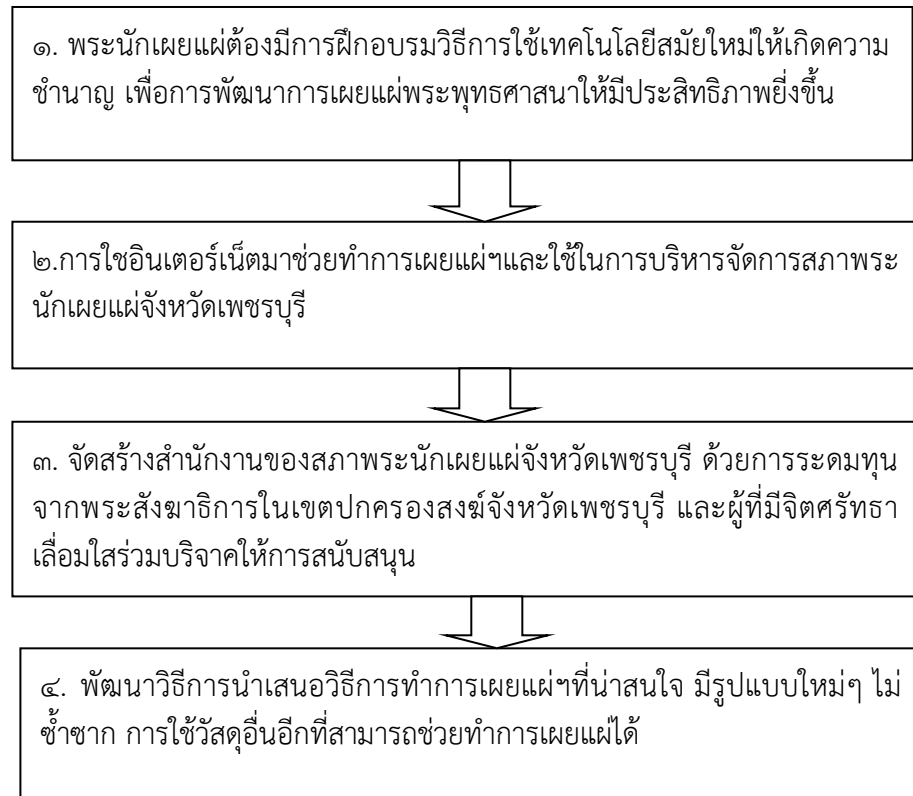 ๑. พระนักเผยแผ่ต้องมีการฝึกอบรมวิธีการใช้เทคโนโลยีสมัยใหม่ให้เกิดความ
ชำนาญ เพื่อการพัฒนาการเผยแผ่พระพุทธศาสนาให้มีประสิทธิภาพยิ่งขึ้น
๒.การใชอินเตอร์เน็ตมาช่วยทำการเผยแผ่ฯและใช้ในการบริหารจัดการสภาพระ
นักเผยแผ่จังหวัดเพชรบุรี
๓. จัดสร้างสำนักงานของสภาพระนักเผยแผ่จังหวัดเพชรบุรี ด้วยการระดมทุน
จากพระสังฆาธิการในเขตปกครองสงฆ์จังหวัดเพชรบุรี และผู้ที่มีจิตศรัทธา
เลื่อมใสร่วมบริจาคให้การสนับสนุน
๔. พัฒนาวิธีการนำเสนอวิธีการทำการเผยแผ่ฯที่น่าสนใจ มีรูปแบบใหม่ๆ ไม่
ซ้ำซาก การใช้วัสดุอื่นอีกที่สามารถช่วยทำการเผยแผ่ได้